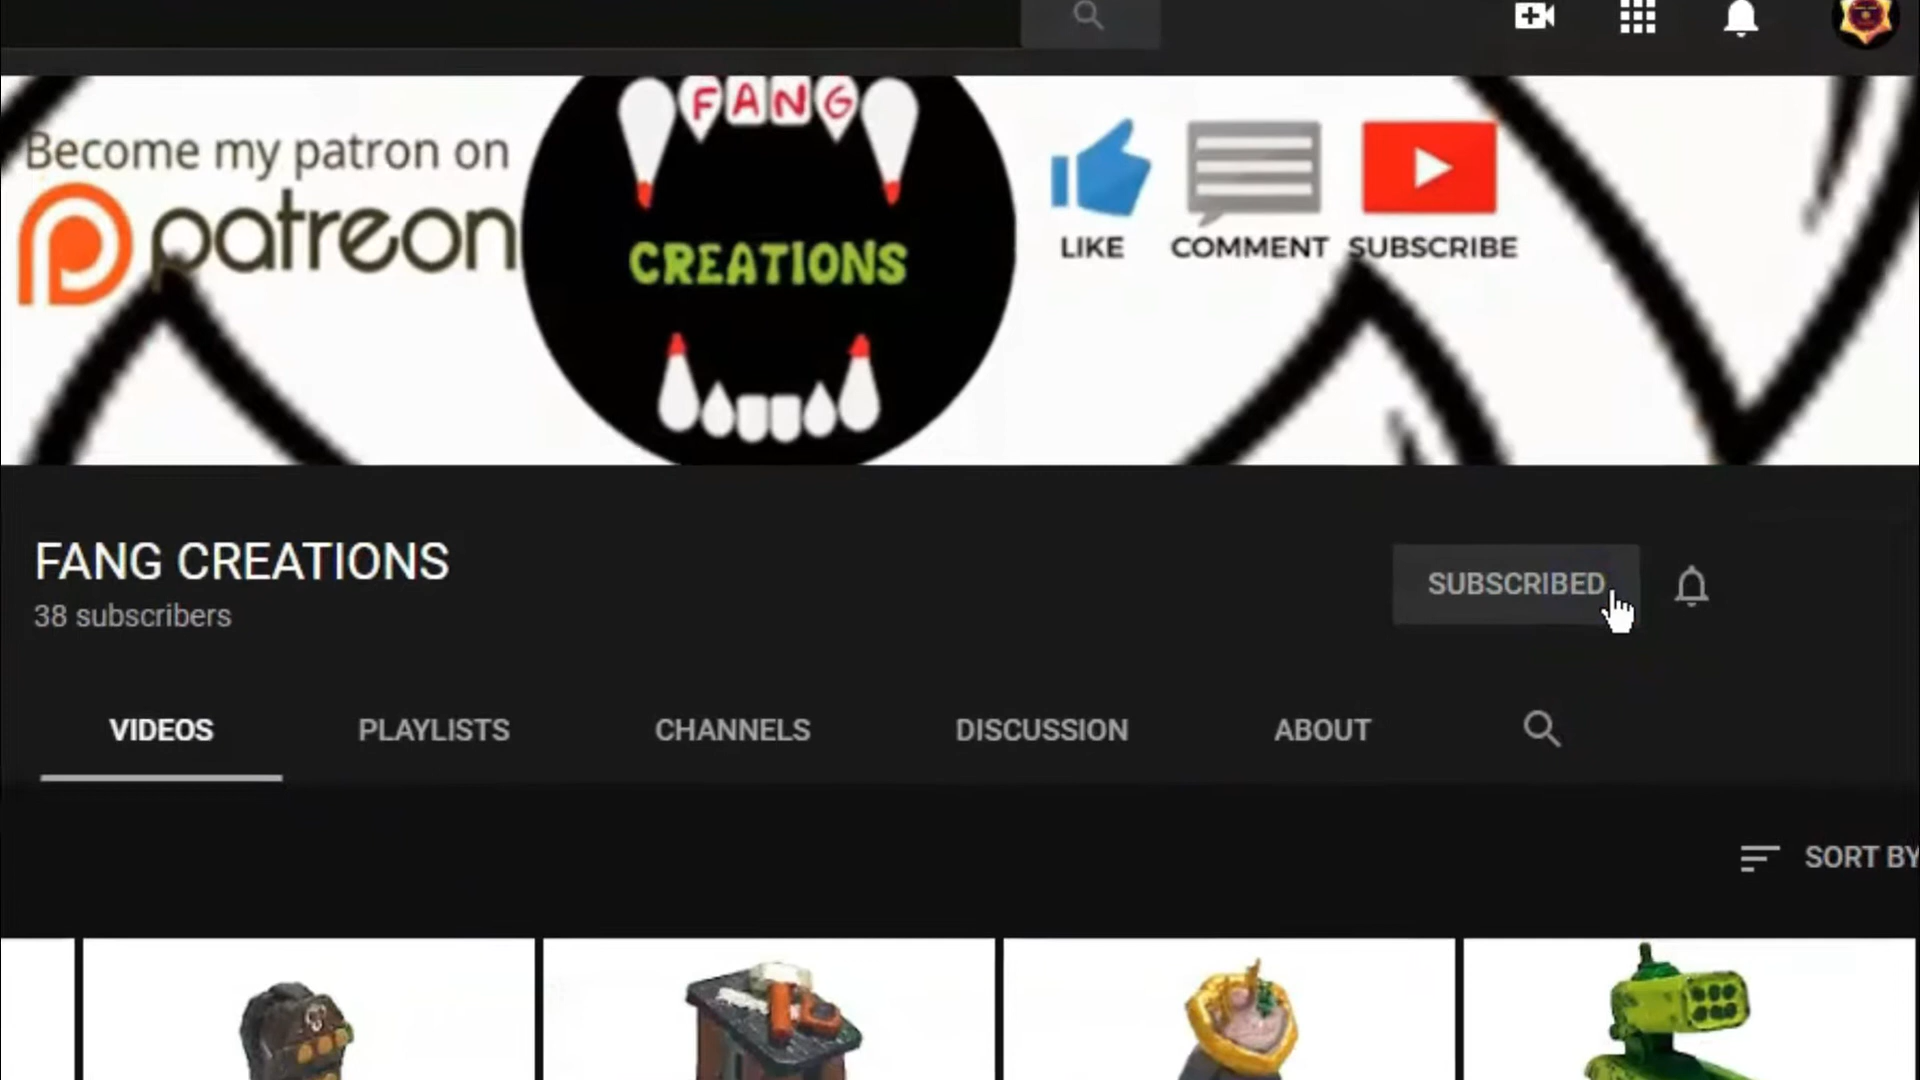 Become my patron on
patreon
FANG
CREATIONS
LIKE COMMENT SUBSCRIBE
FANG CREATIONS
38 subscribers
SUBSCRIBED
VIDEOS PLAYLISTS CHANNELS DISCUSSION ABOUT
SORT BY